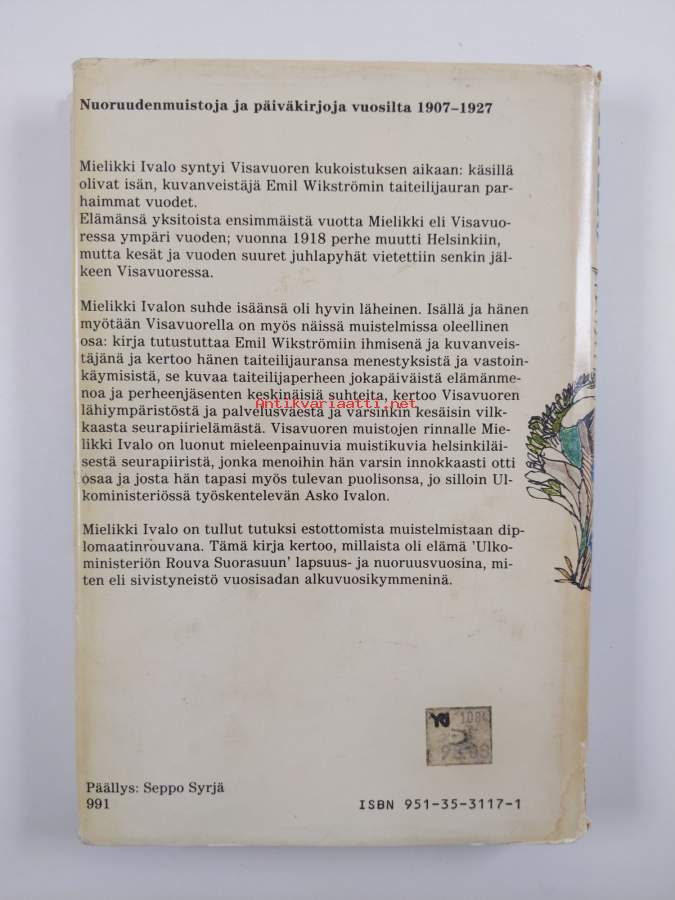 Nuoruudenmuistoja ja päiväkirjoja vuosilta 1907–1927
Mielikki Ivalo syntyi Visavuoren kukoistuksen aikaan: käsillä
olivat isän, kuvanveistäjä Emil Wikströmin taiteilijauran par-
haimmat vuodet.
Elämänsä yksitoista ensimmäistä vuotta Mielikki eli Visavuo-
ressa ympäri vuoden; vuonna 1918 perhe muutti Helsinkiin,
mutta kesät ja vuoden suuret juhlapyhät vietettiin senkin jäl-
keen Visavuoressa.
Mielikki Ivalon suhde isäänsä oli hyvin läheinen. Isällä ja hänen
myötään Visavuorella on myös näissä muistelmissa oleellinen
osa: kirja tutustuttaa Emil Wikströmiin ihmisenä ja kuvanveis-
täjänä ja kertoo hänen taiteilijauransa menestyksistä ja vastoin-
käymisistä, se kuvaa taiteilijaperheen jokapäiväistä elämänme-
noa ja perheenjäsenten keskinäisiä suhteita, kertoo Visavuoren
Antikvariaatti.net
lähiympäristöstä ja palvelusväestä ja varsinkin kesäisin vilk-
kaasta seurapiirielämästä. Visavuoren muistojen rinnalle Mie-
likki Ivalo on luonut mieleenpainuvia muistikuvia helsinkiläi-
sestä seurapiiristä, jonka menoihin hän varsin innokkaasti otti
osaa ja josta hän tapasi myös tulevan puolisonsa, jo silloin Ul-
koministeriössä työskentelevän Asko Ivalon.
Mielikki Ivalo on tullut tutuksi estottomista muistelmistaan dip-
lomaatinrouvana. Tämä kirja kertoo, millaista oli elämä 'Ulko-
ministeriön Rouva Suorasuun' lapsuus- ja nuoruusvuosina, mi-
ten eli sivistyneistö vuosisadan alkuvuosikymmeninä.
Päällys: Seppo Syrjä
991
ISBN 951-35-3117-1